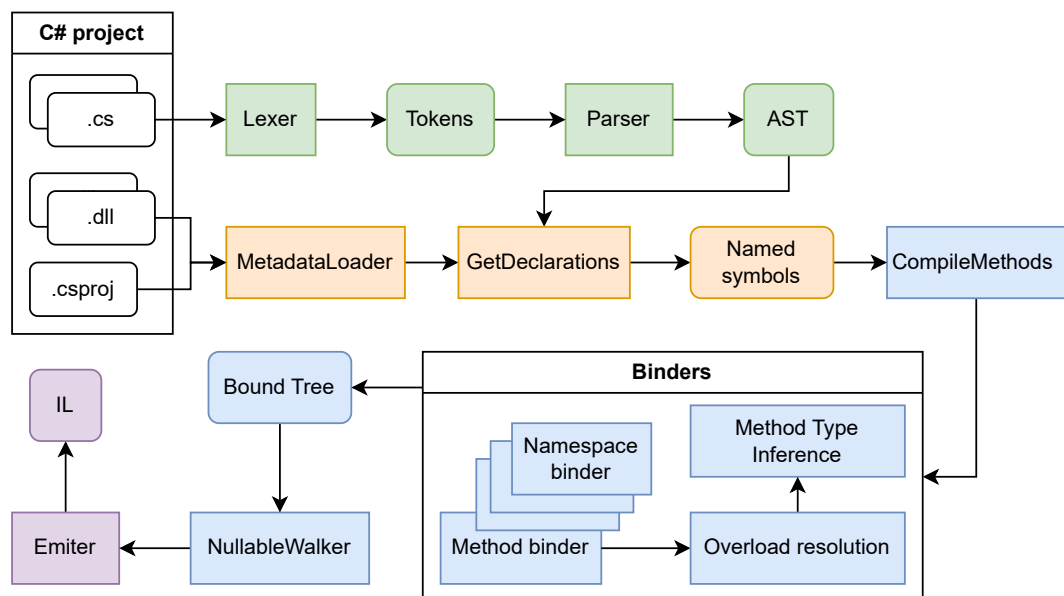 C# project
.cs
Lexer
Tokens
Parser
AST
.dll
.csproj
MetadataLoader
GetDeclarations
Named
symbols
CompileMethods
IL
Bound Tree
Binders
Namespace
binder
Method Type
Inference
Emiter
NullableWalker
Method binder
Overload resolution